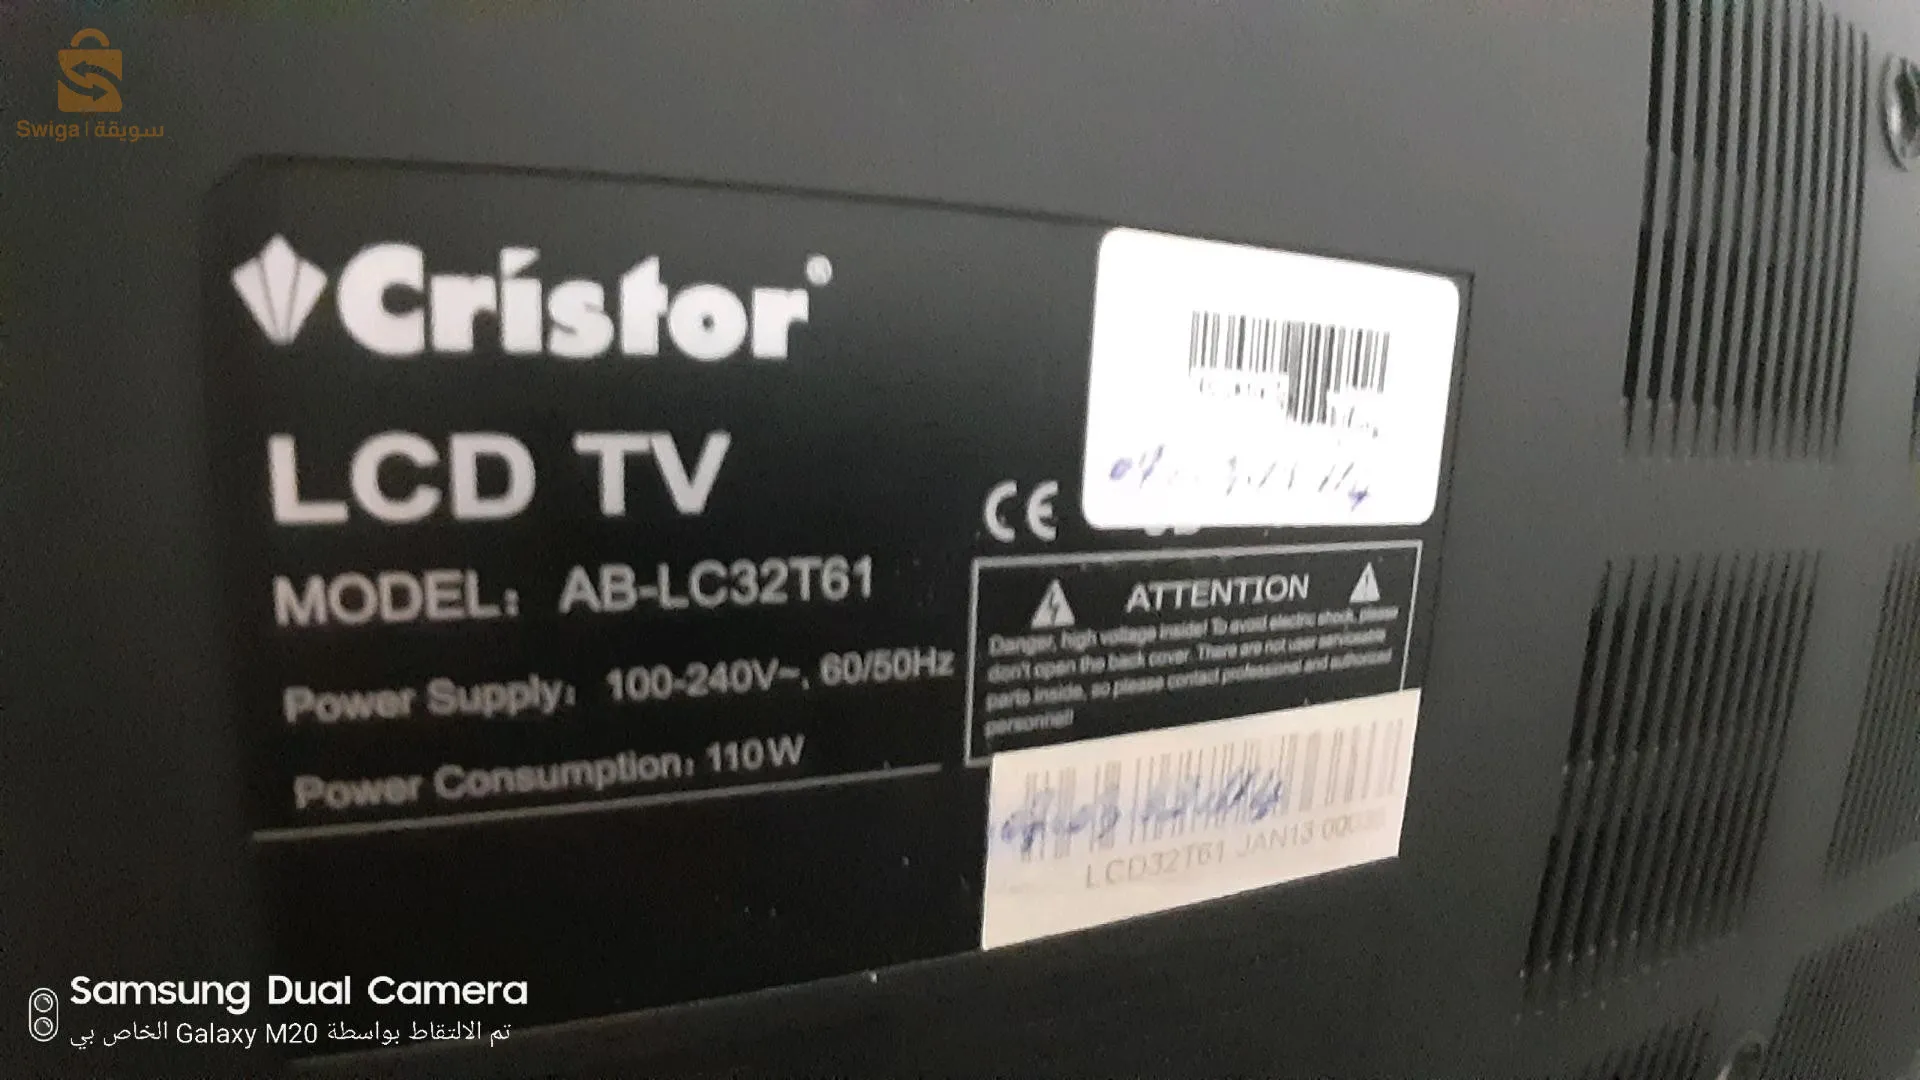 Swiga | سويقة
Cristor®
LCD TV
MODEL: AB-LC32T61
Power Supply: 100-240V~, 60/50Hz
Power Consumption: 110W
CE
ATTENTION
Danger, high voltage inside! To avoid electric shock, please
don't open the back cover. There are not user serviceable
parts inside, so please contact professional and authorized
personnel!
LCD32T61 JAN13
Samsung Dual Camera
تم الالتقاط بواسطة Galaxy M20 الخاص بي